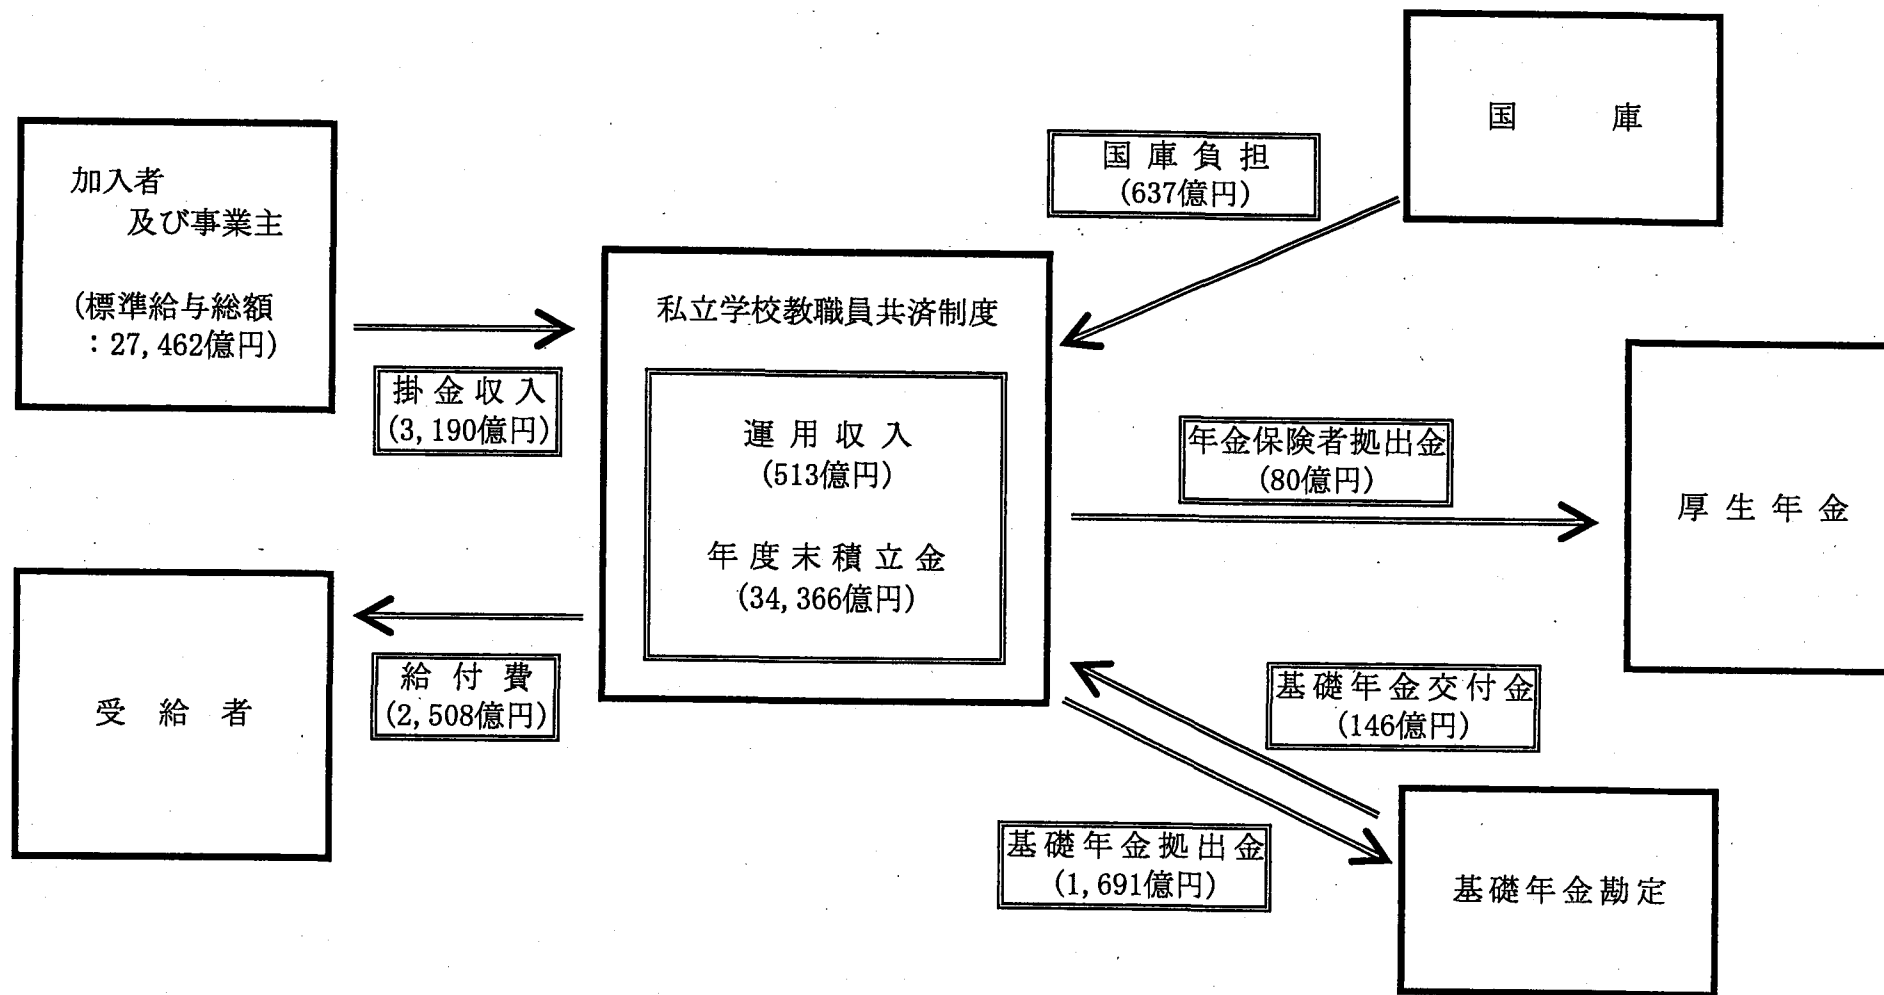 国庫
国庫負担
(637億円)
加入者
及び事業主
(標準給与総額
：27,462億円)
掛金収入
(3,190億円)
私立学校教職員共済制度
運用収入
(513億円)
年度末積立金
(34,366億円)
年金保険者拠出金
(80億円)
厚生年金
受給者
給付費
(2,508億円)
基礎年金交付金
(146億円)
基礎年金拠出金
(1,691億円)
基礎年金勘定